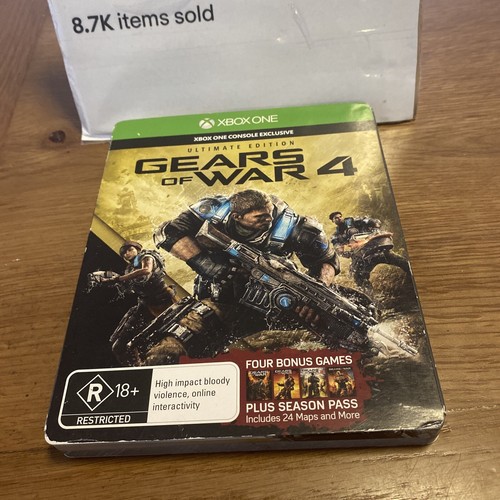 8.7K items sold
XBOX ONE
XBOX ONE CONSOLE EXCLUSIVE
ULTIMATE EDITION
GEARS
OF WAR 4
FOUR BONUS GAMES
PLUS SEASON PASS
Includes 24 Maps and More
R 18+
RESTRICTED
High impact bloody
violence, online
interactivity